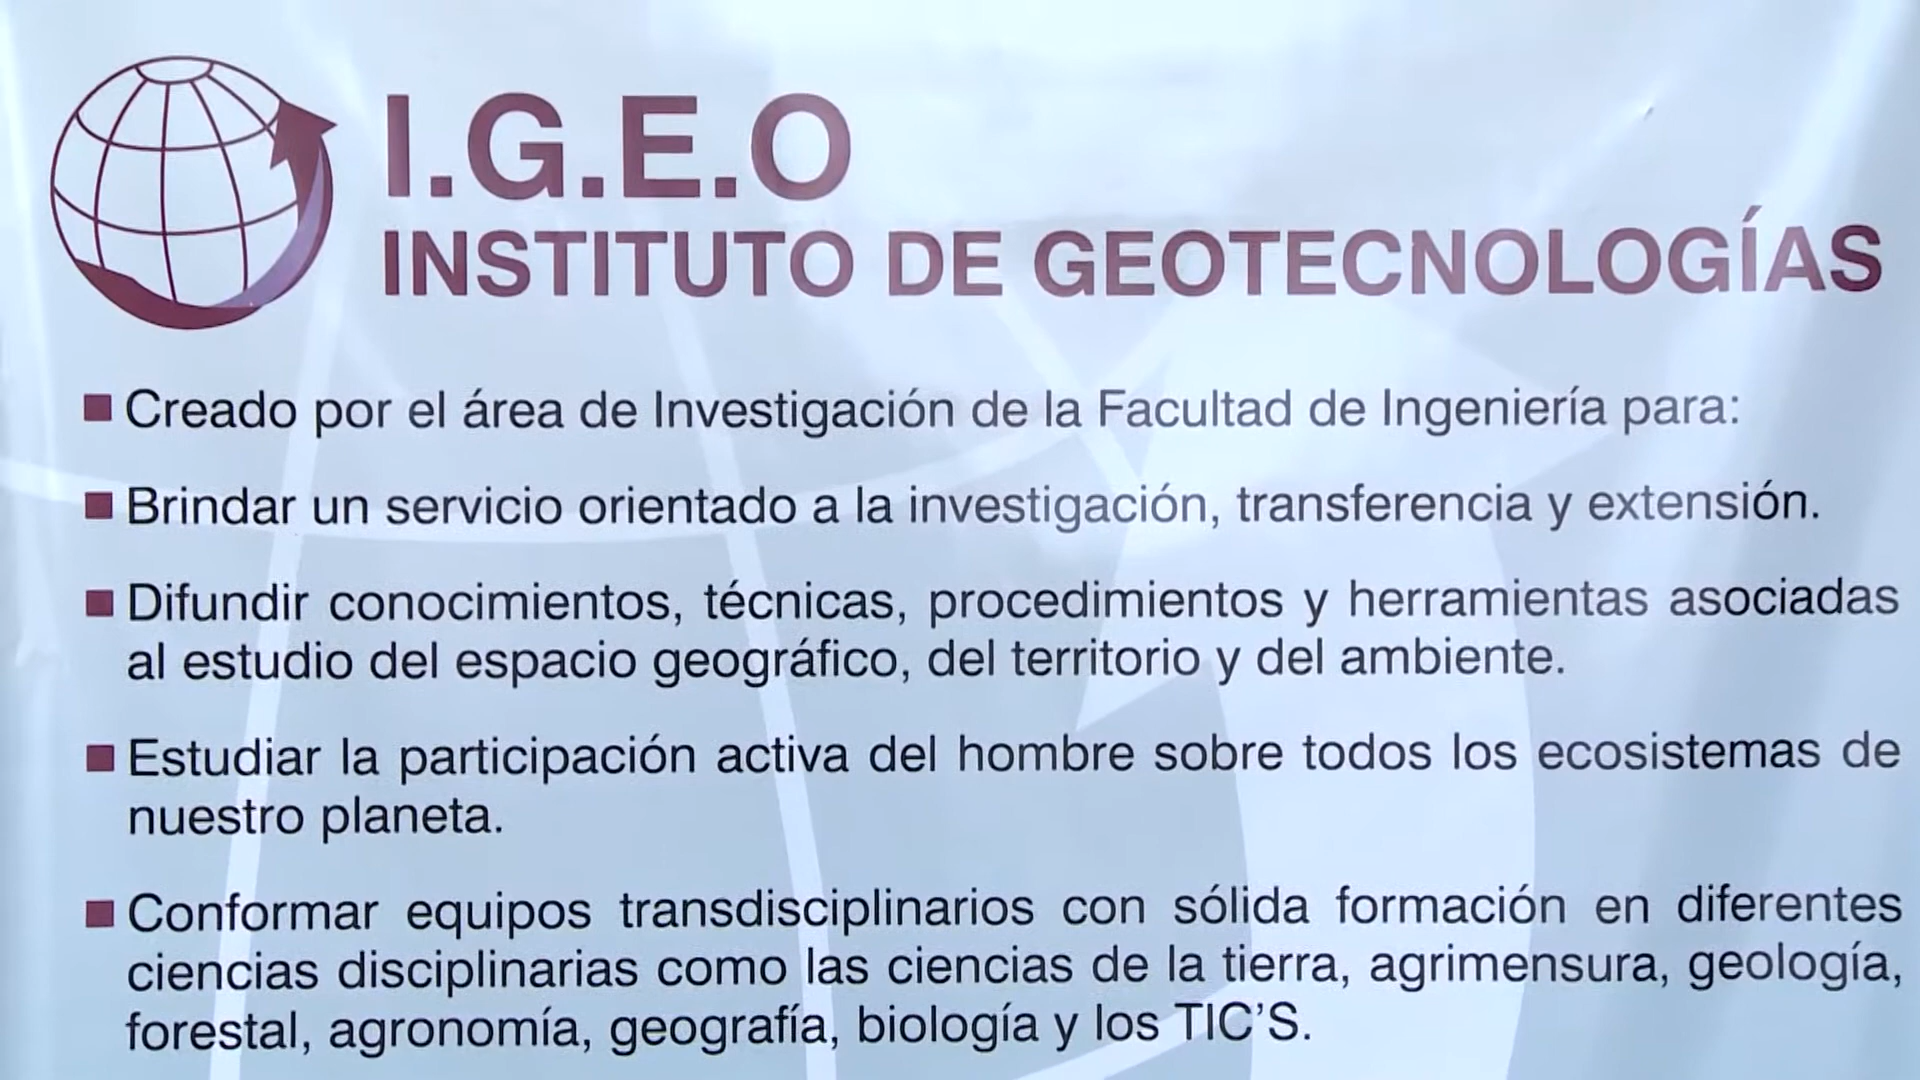 I.G.E.O
INSTITUTO DE GEOTECNOLOGÍAS
Creado por el área de Investigación de la Facultad de Ingeniería para:
Brindar un servicio orientado a la investigación, transferencia y extensión.
Difundir conocimientos, técnicas, procedimientos y herramientas asociadas
al estudio del espacio geográfico, del territorio y del ambiente.
Estudiar la participación activa del hombre sobre todos los ecosistemas de
nuestro planeta.
Conformar equipos transdisciplinarios con sólida formación en diferentes
ciencias disciplinarias como las ciencias de la tierra, agrimensura, geología,
forestal, agronomía, geografía, biología y los TIC'S.